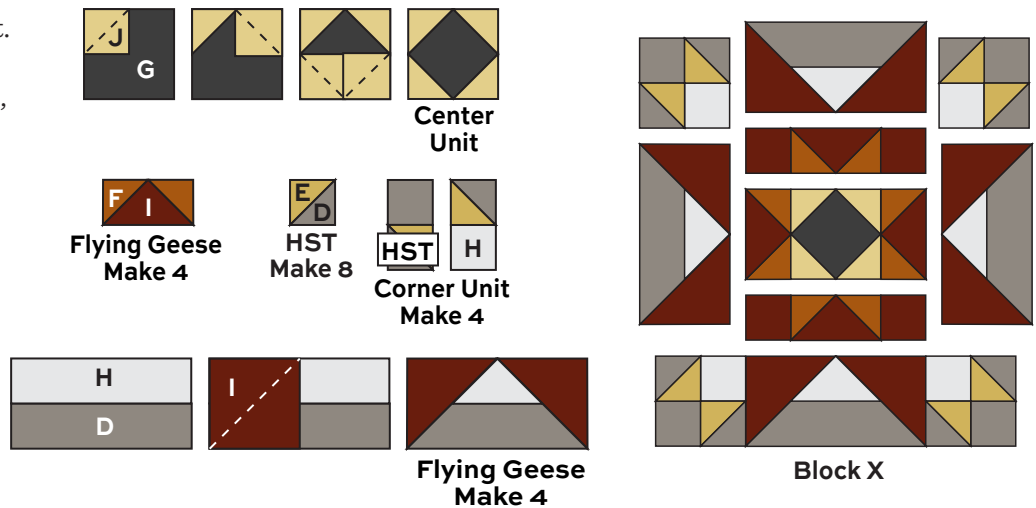 t.
,
J
G
Center
Unit
F
I
Flying Geese
Make 4
E
D
HST
Make 8
HST
H
Corner Unit
Make 4
H
D
I
Flying Geese
Make 4
Block X